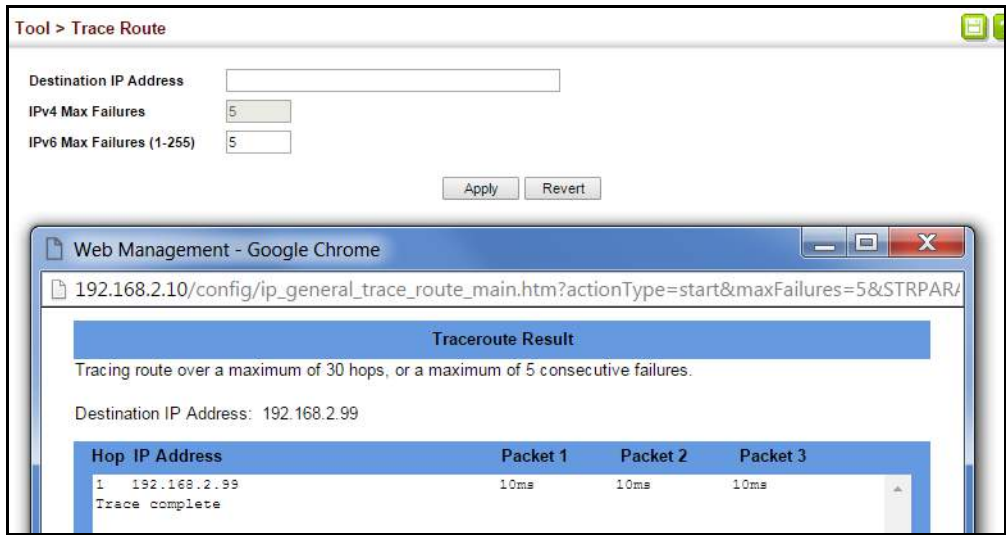 Tool > Trace Route
Destination IP Address
IPv4 Max Failures 5
IPv6 Max Failures (1-255) 5
Apply Revert
Web Management - Google Chrome
192.168.2.10/config/ip_general_trace_route_main.htm?actionType=start&maxFailures=5&STRPARA
Traceroute Result
Tracing route over a maximum of 30 hops, or a maximum of 5 consecutive failures.
Destination IP Address: 192.168.2.99
Hop IP Address Packet 1 Packet 2 Packet 3
1 192.168.2.99 10ms 10ms 10ms
Trace complete